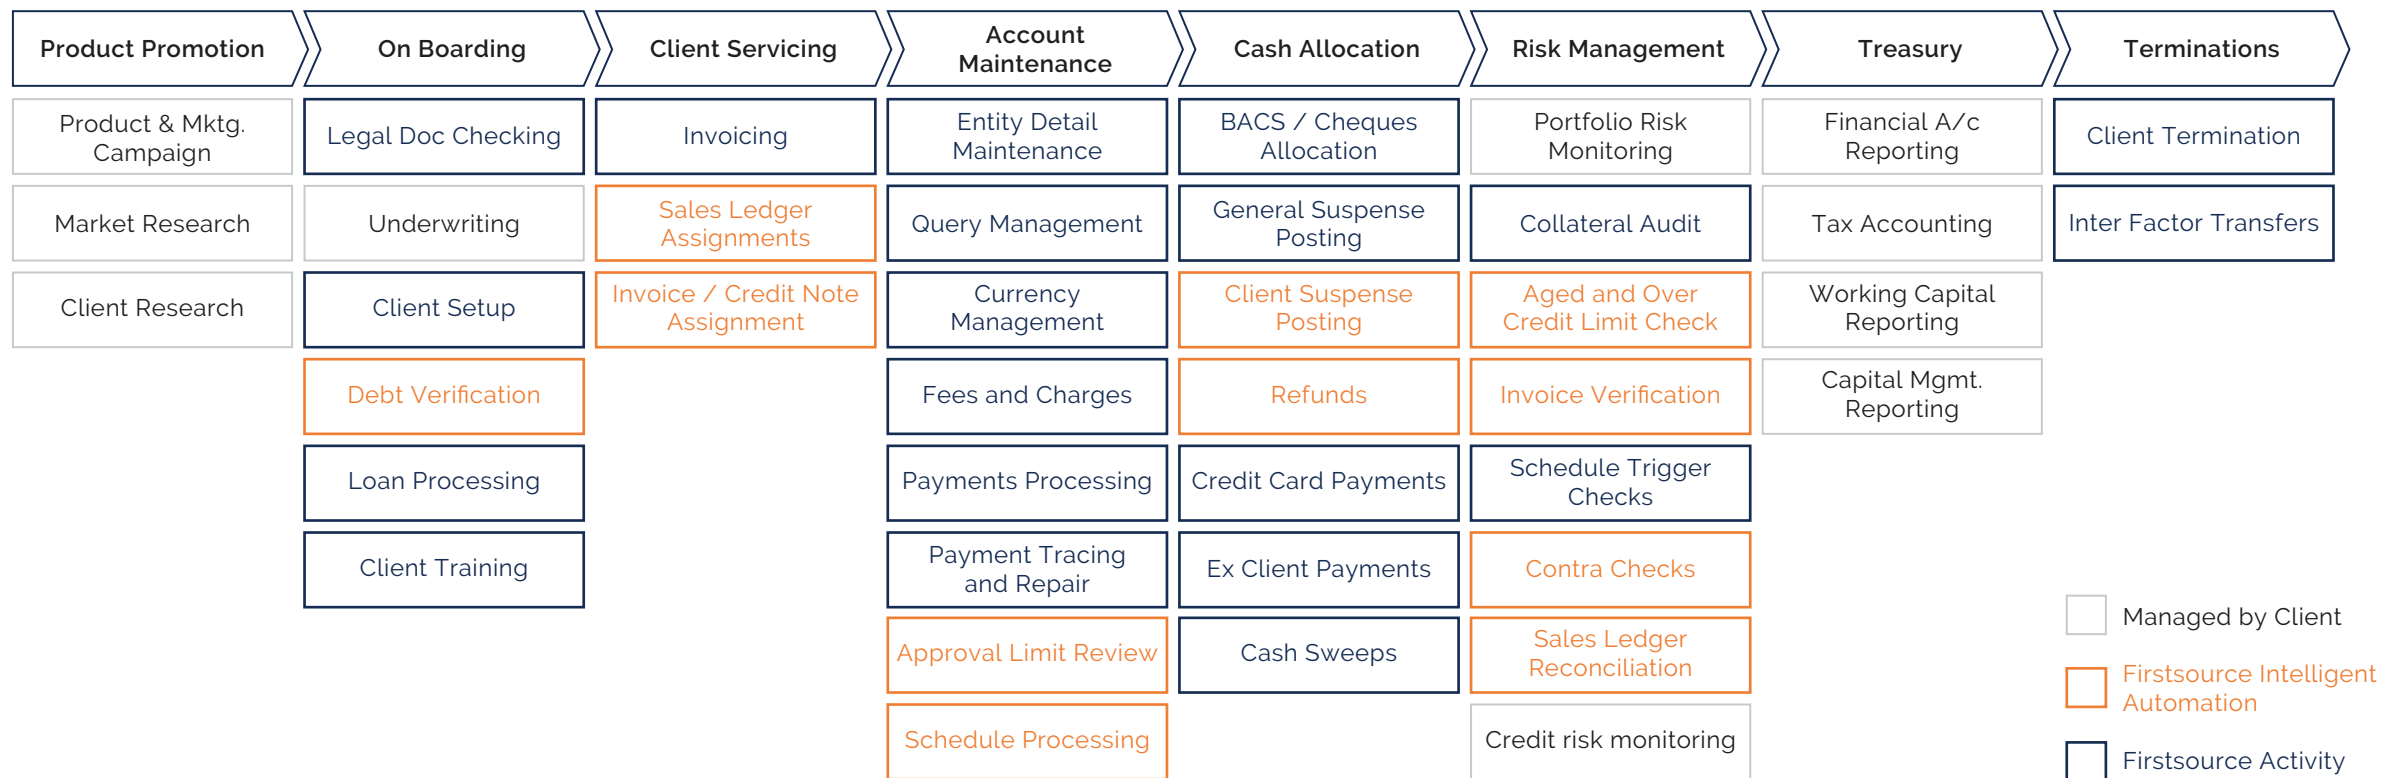 Product Promotion
On Boarding
Client Servicing
Account
Maintenance
Cash Allocation
Risk Management
Treasury
Terminations
Product & Mktg.
Campaign
Market Research
Client Research
Legal Doc Checking
Underwriting
Client Setup
Debt Verification
Loan Processing
Client Training
Invoicing
Sales Ledger
Assignments
Invoice / Credit Note
Assignment
Entity Detail
Maintenance
Query Management
Currency
Management
Fees and Charges
Payments Processing
Payment Tracing
and Repair
Approval Limit Review
Schedule Processing
BACS / Cheques
Allocation
General Suspense
Posting
Client Suspense
Posting
Refunds
Credit Card Payments
Ex Client Payments
Cash Sweeps
Portfolio Risk
Monitoring
Collateral Audit
Aged and Over
Credit Limit Check
Invoice Verification
Schedule Trigger
Checks
Contra Checks
Sales Ledger
Reconciliation
Credit risk monitoring
Financial A/c
Reporting
Tax Accounting
Working Capital
Reporting
Capital Mgmt.
Reporting
Client Termination
Inter Factor Transfers
Managed by Client
Firstsource Intelligent
Automation
Firstsource Activity